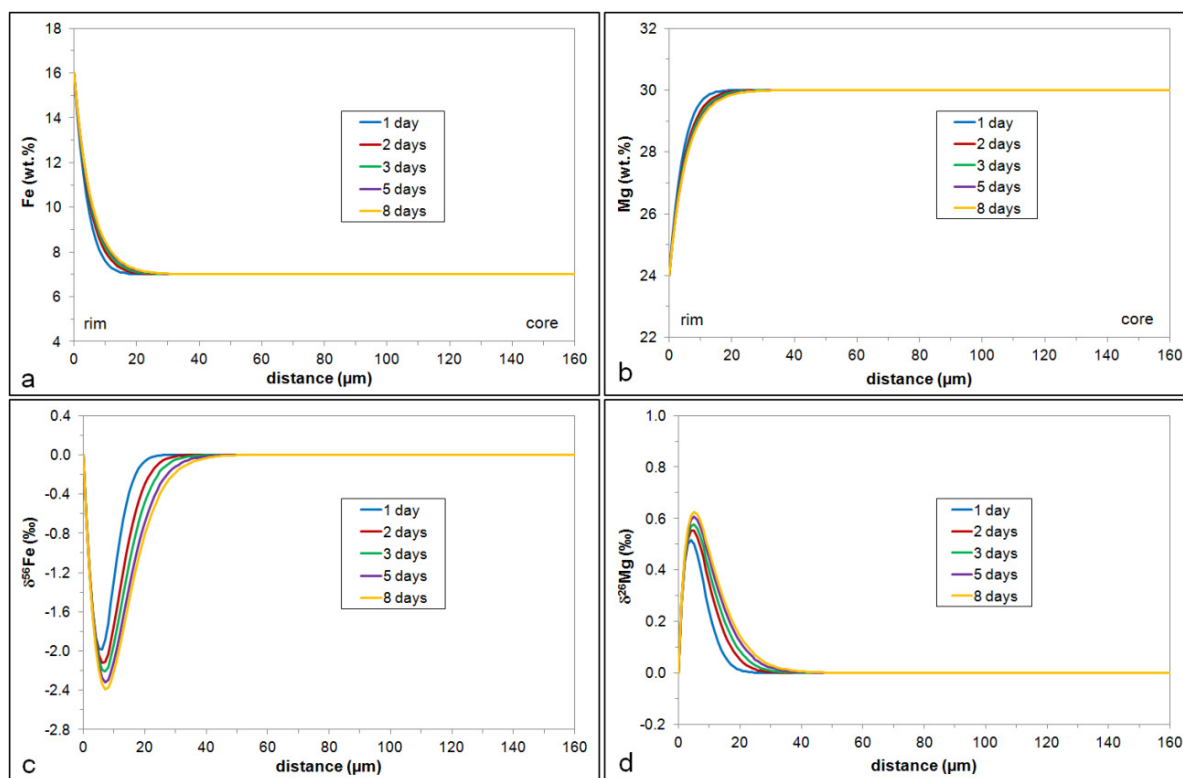 18
16
14
12
10
8
6
4
Fe (wt.%)
1 day
2 days
3 days
5 days
8 days
rim
core
0 20 40 60 80 100 120 140 160
distance (µm)
a
32
30
28
26
24
22
Mg (wt.%)
1 day
2 days
3 days
5 days
8 days
rim
core
0 20 40 60 80 100 120 140 160
distance (µm)
b
0.4
0.0
-0.4
-0.8
-1.2
-1.6
-2.0
-2.4
-2.8
δ⁵⁶Fe (‰)
1 day
2 days
3 days
5 days
8 days
0 20 40 60 80 100 120 140 160
distance (µm)
c
1.0
0.8
0.6
0.4
0.2
0.0
-0.2
δ²⁶Mg (‰)
1 day
2 days
3 days
5 days
8 days
0 20 40 60 80 100 120 140 160
distance (µm)
d